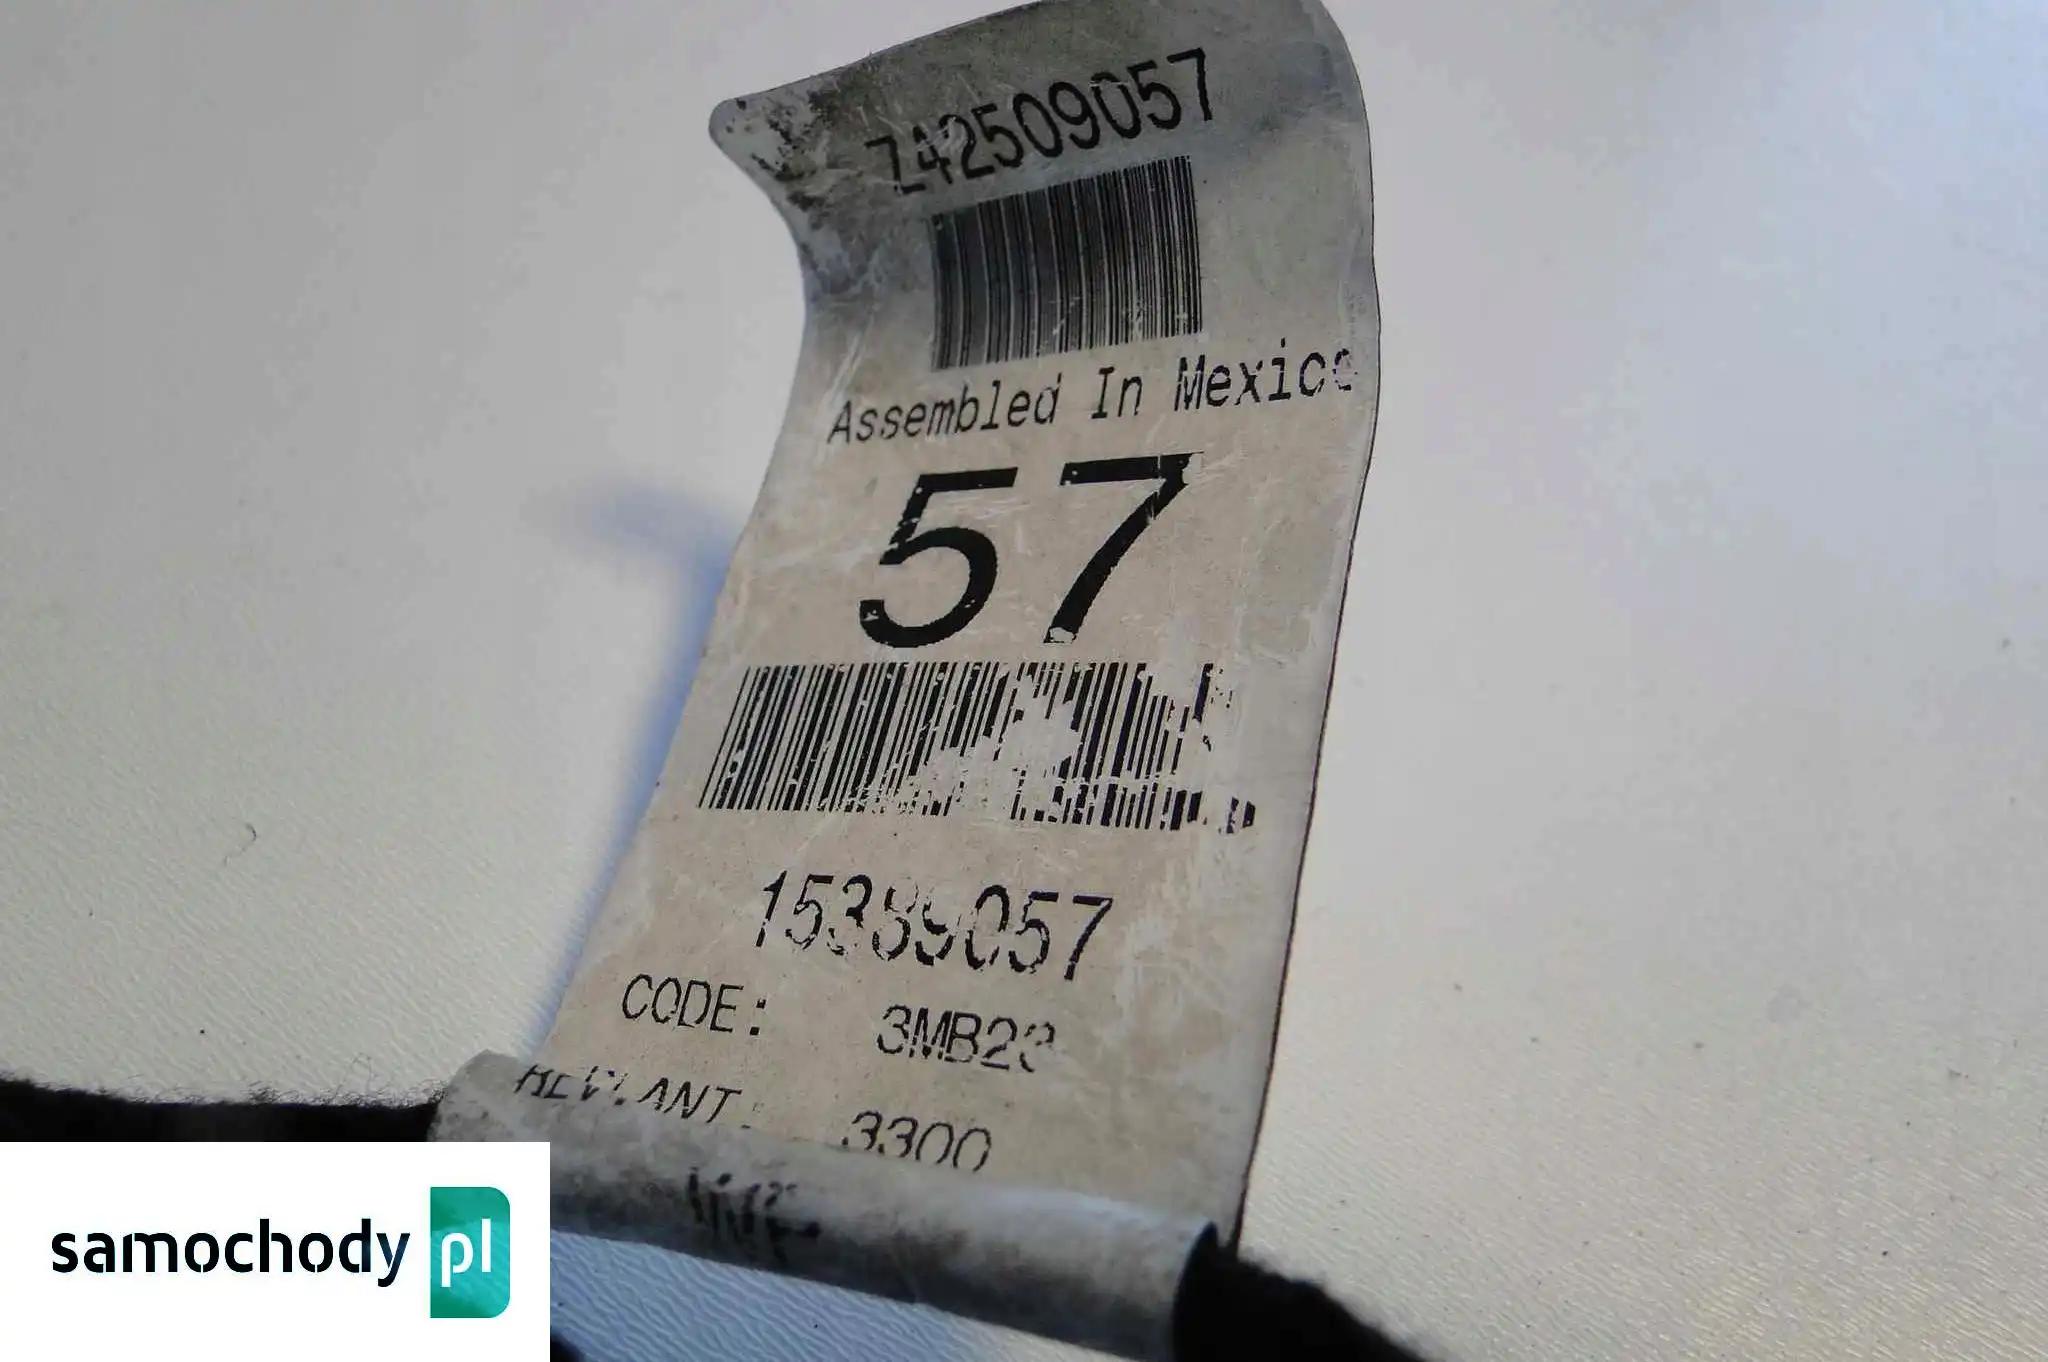 Z42509057
Assembled In Mexico
57
15389057
CODE: 3MB23
3300
samochody pl